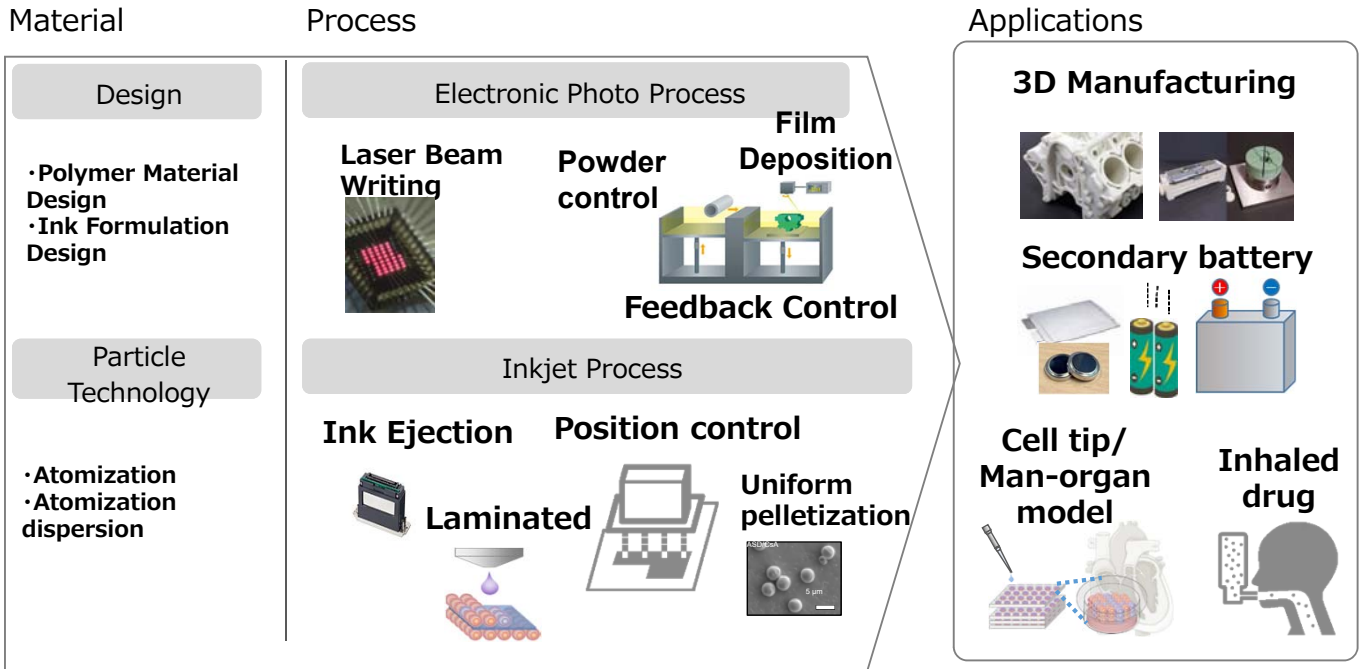 Material
Process
Applications
Design
・Polymer Material
Design
・Ink Formulation
Design
Particle
Technology
・Atomization
・Atomization
dispersion
Electronic Photo Process
Laser Beam
Writing
Powder
control
Film
Deposition
Feedback Control
Inkjet Process
Ink Ejection
Position control
Laminated
Uniform
pelletization
ASD/CsA
5 µm
3D Manufacturing
Secondary battery
+
−
Cell tip/
Man-organ
model
Inhaled
drug